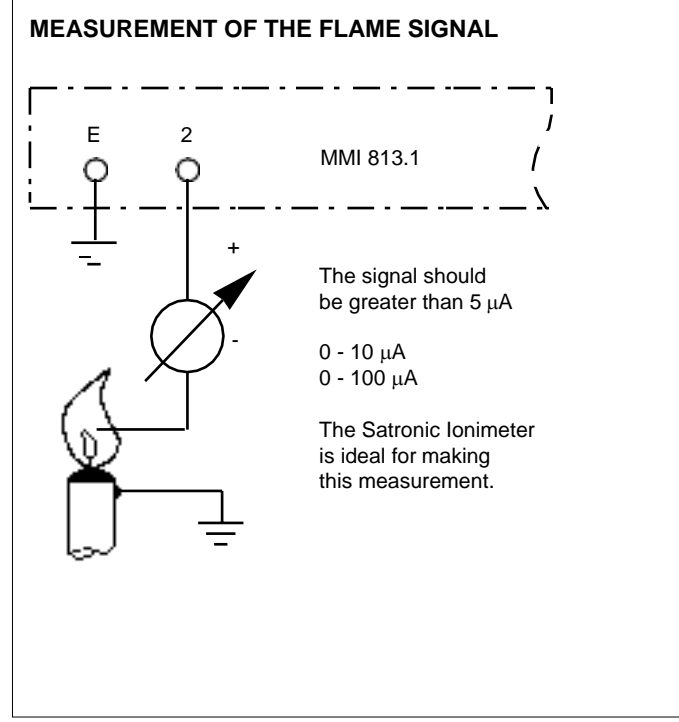 MEASUREMENT OF THE FLAME SIGNAL
E 2
MMI 813.1
+
-
The signal should
be greater than 5 µA
0 - 10 µA
0 - 100 µA
The Satronic Ionimeter
is ideal for making
this measurement.